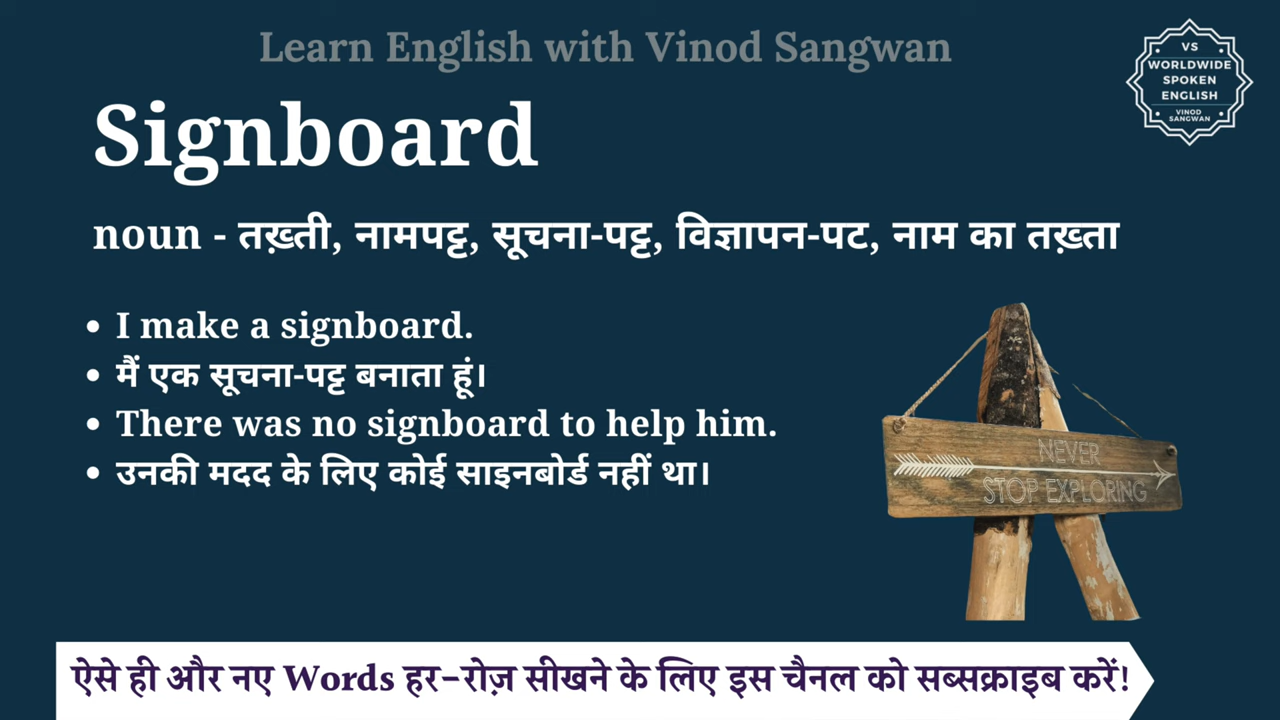 Learn English with Vinod Sangwan
VS
WORLDWIDE
SPOKEN
ENGLISH
VINOD
SANGWAN
Signboard
noun - तख़्ती, नामपट्ट, सूचना-पट्ट, विज्ञापन-पट, नाम का तख़्ता
• I make a signboard.
• मैं एक सूचना-पट्ट बनाता हूं।
• There was no signboard to help him.
• उनकी मदद के लिए कोई साइनबोर्ड नहीं था।
NEVER
STOP EXPLORING
ऐसे ही और नए Words हर-रोज़ सीखने के लिए इस चैनल को सब्सक्राइब करें!